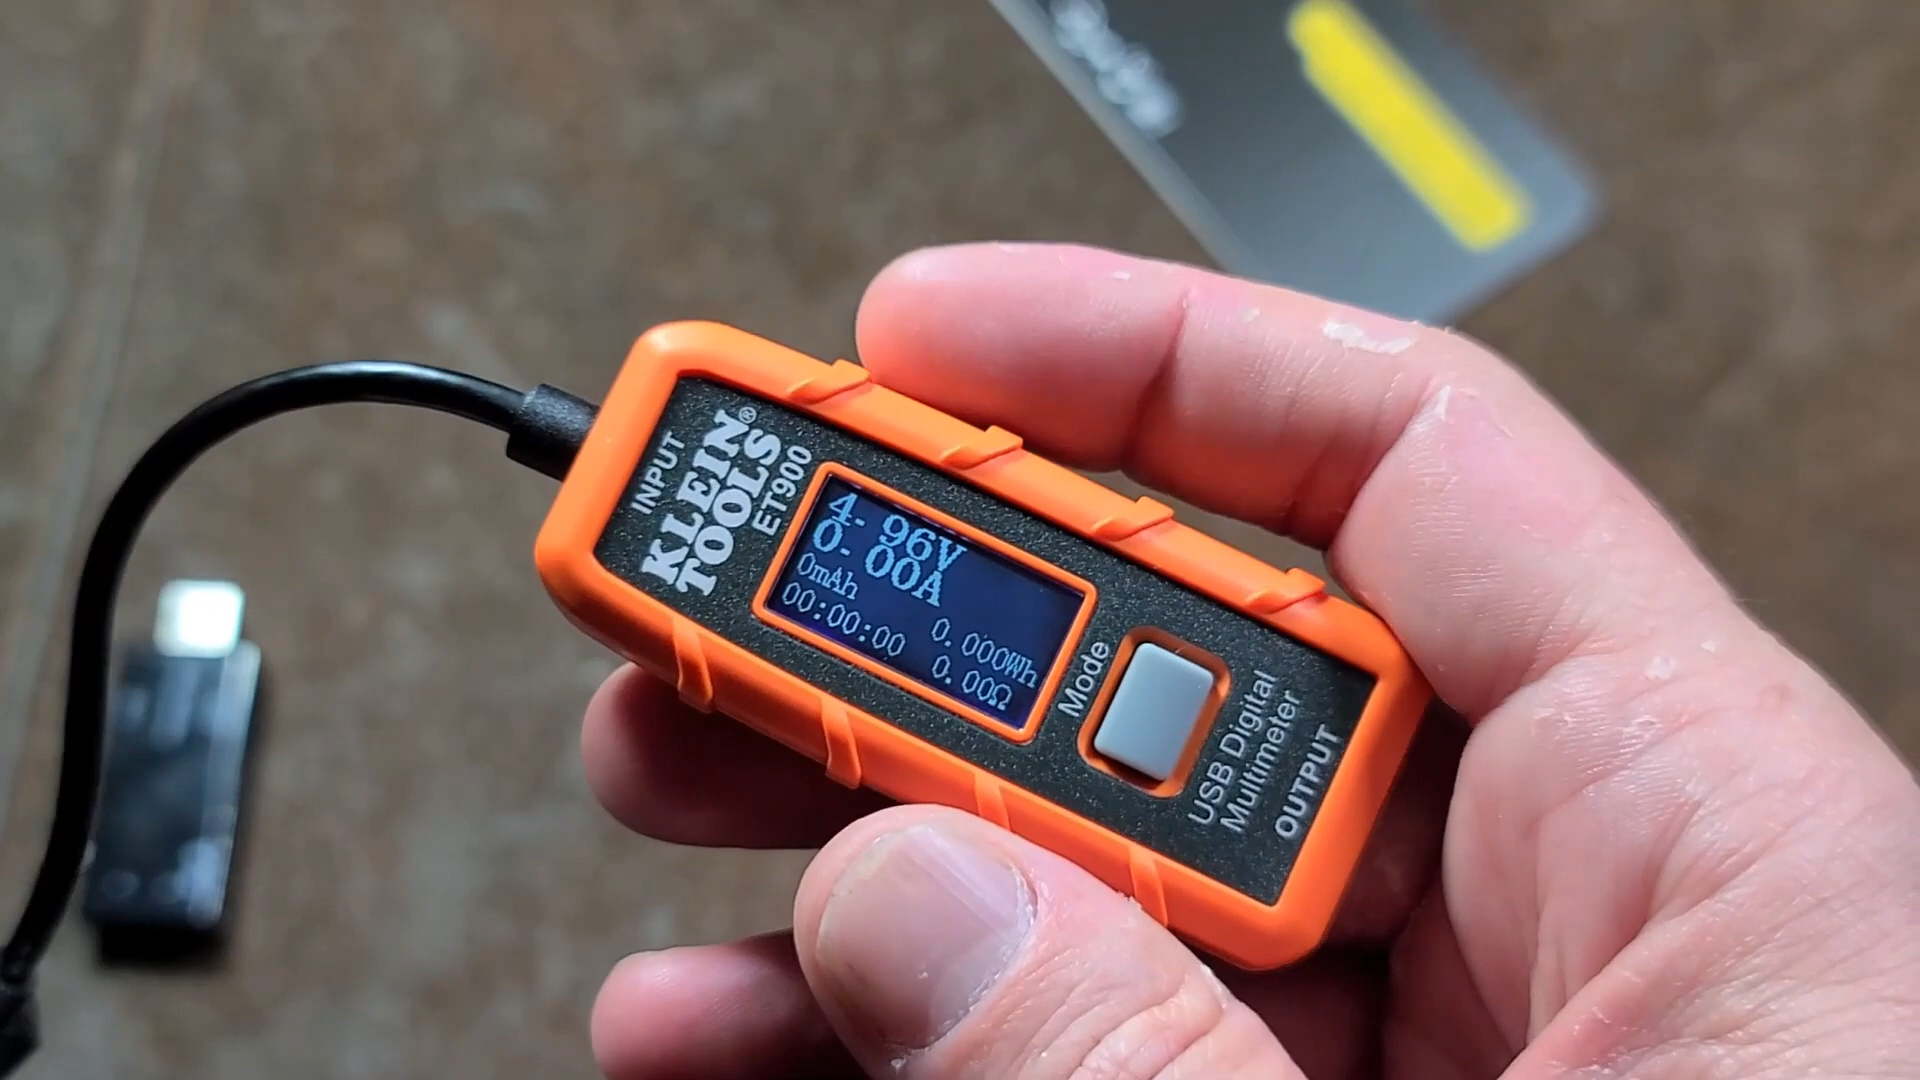 INPUT
KLEIN
TOOLS®
ET900
4.96V
0.00A
0mAh 0.000Wh
00:00:00 0.00Ω
Mode
USB Digital
Multimeter
OUTPUT